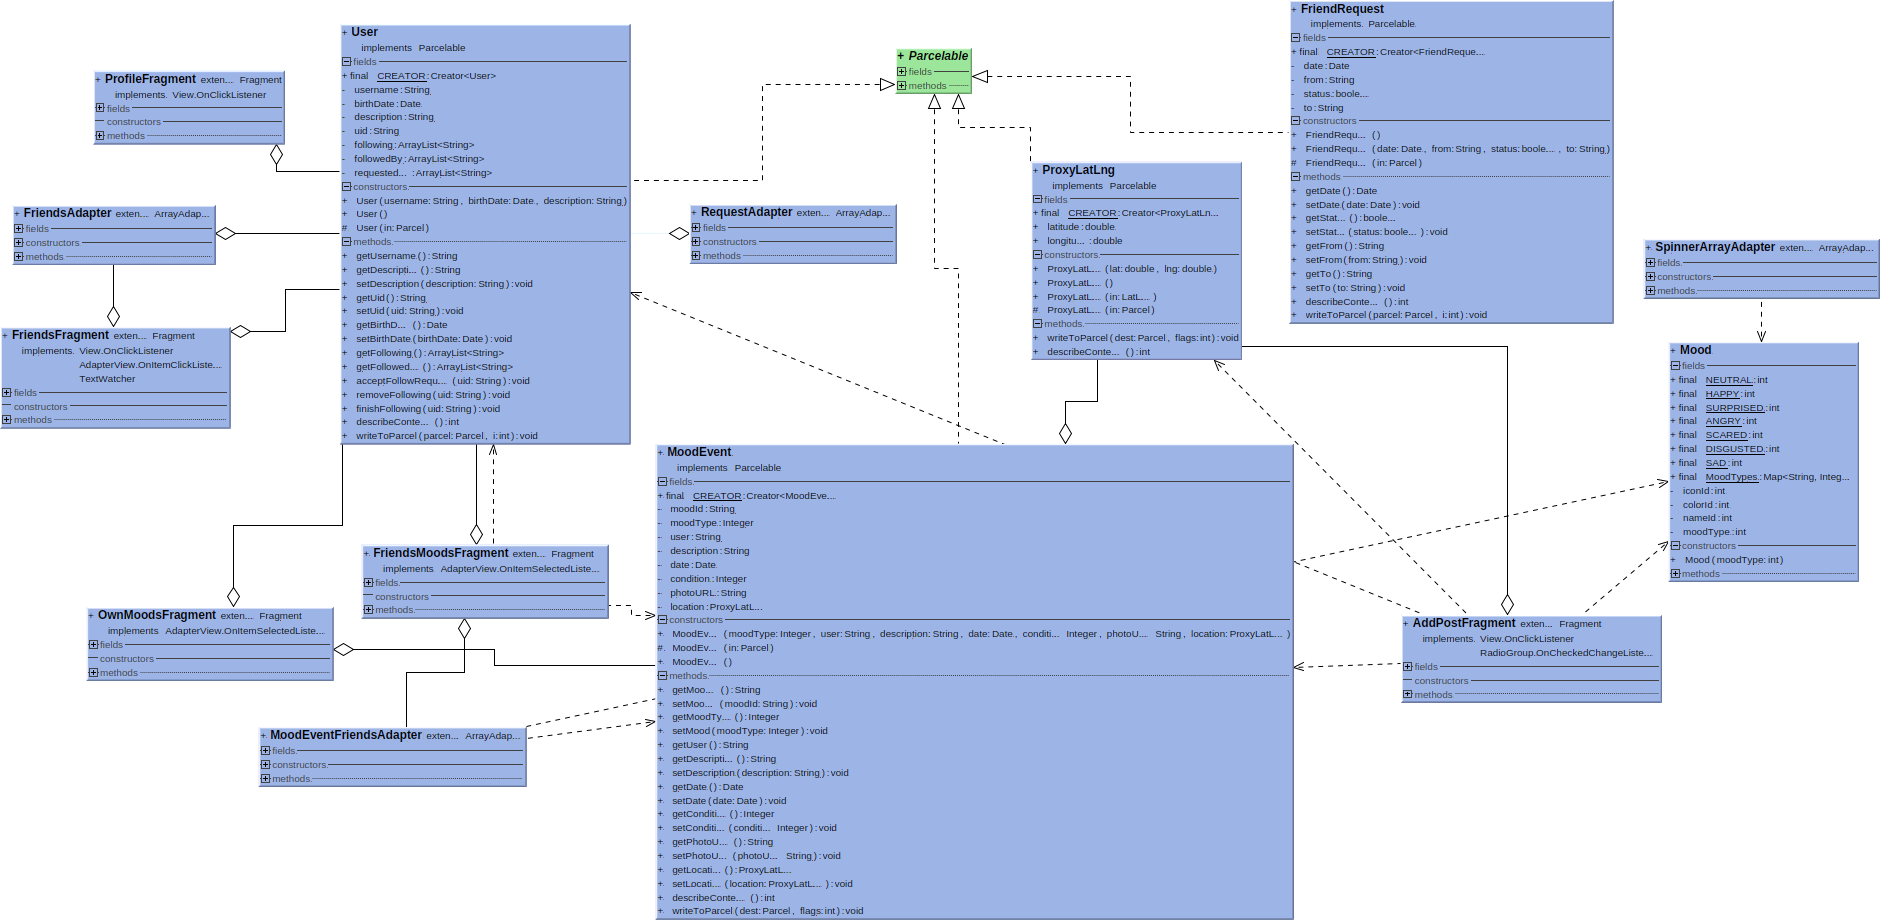 + User
implements Parcelable
fields
+ final CREATOR : Creator<User>
- username : String
- birthDate : Date
- description : String
- uid : String
- following : ArrayList<String>
- followedBy : ArrayList<String>
- requested... : ArrayList<String>
constructors
+ User (username: String, birthDate: Date, description: String)
+ User ()
# User (in: Parcel)
methods
+ getUsername () : String
+ getDescripti... () : String
+ setDescription (description: String) : void
+ getUid () : String
+ setUid (uid: String) : void
+ getBirthD... () : Date
+ setBirthDate (birthDate: Date) : void
+ getFollowing () : ArrayList<String>
+ getFollowed... () : ArrayList<String>
+ acceptFollowRequ... (uid: String) : void
+ removeFollowing (uid: String) : void
+ finishFollowing (uid: String) : void
+ describeConte... () : int
+ writeToParcel (parcel: Parcel, i: int) : void
+ ProfileFragment exten... Fragment
implements View.OnClickListener
fields
constructors
methods
+ FriendsAdapter exten... ArrayAdap...
fields
constructors
methods
+ FriendsFragment exten... Fragment
implements View.OnClickListener
AdapterView.OnItemClickListe...
TextWatcher
fields
constructors
methods
+ Parcelable
fields
methods
+ RequestAdapter exten... ArrayAdap...
fields
constructors
methods
+ ProxyLatLng
implements Parcelable
fields
+ final CREATOR : Creator<ProxyLatLn...
+ latitude : double
+ longitu... : double
constructors
+ ProxyLatL... (lat: double, lng: double)
+ ProxyLatL... ()
+ ProxyLatL... (in: LatL...)
# ProxyLatL... (in: Parcel)
methods
+ writeToParcel (dest: Parcel, flags: int) : void
+ describeConte... () : int
+ FriendRequest
implements Parcelable
fields
+ final CREATOR : Creator<FriendReque...
- date : Date
- from : String
- status : boole...
- to : String
constructors
+ FriendRequ... ()
+ FriendRequ... (date: Date, from: String, status: boole..., to: String)
# FriendRequ... (in: Parcel)
methods
+ getDate () : Date
+ setDate (date: Date) : void
+ getStat... () : boole...
+ setStat... (status: boole...) : void
+ getFrom () : String
+ setFrom (from: String) : void
+ getTo () : String
+ setTo (to: String) : void
+ describeConte... () : int
+ writeToParcel (parcel: Parcel, i: int) : void
+ SpinnerArrayAdapter exten... ArrayAdap...
fields
constructors
methods
+ Mood
fields
+ final NEUTRAL : int
+ final HAPPY : int
+ final SURPRISED : int
+ final ANGRY : int
+ final SCARED : int
+ final DISGUSTED : int
+ final SAD : int
+ final MoodTypes : Map<String, Integ...
- iconId : int
- colorId : int
- nameId : int
- moodType : int
constructors
+ Mood (moodType: int)
methods
+ MoodEvent
implements Parcelable
fields
+ final CREATOR : Creator<MoodEve...
- moodId : String
- moodType : Integer
- user : String
- description : String
- date : Date
- condition : Integer
- photoURL : String
- location : ProxyLatL...
constructors
+ MoodEv... (moodType: Integer, user: String, description: String, date: Date, conditi... Integer, photoU... String, location: ProxyLatL...)
# MoodEv... (in: Parcel)
+ MoodEv... ()
methods
+ getMoo... () : String
+ setMoo... (moodId: String) : void
+ getMoodTy... () : Integer
+ setMood (moodType: Integer) : void
+ getUser () : String
+ getDescripti... () : String
+ setDescription (description: String) : void
+ getDate () : Date
+ setDate (date: Date) : void
+ getConditi... () : Integer
+ setConditi... (conditi... Integer) : void
+ getPhotoU... () : String
+ setPhotoU... (photoU... String) : void
+ getLocati... () : ProxyLatL...
+ setLocati... (location: ProxyLatL...) : void
+ describeConte... () : int
+ writeToParcel (dest: Parcel, flags: int) : void
+ FriendsMoodsFragment exten... Fragment
implements AdapterView.OnItemSelectedListe...
fields
constructors
methods
+ OwnMoodsFragment exten... Fragment
implements AdapterView.OnItemSelectedListe...
fields
constructors
methods
+ MoodEventFriendsAdapter exten... ArrayAdap...
fields
constructors
methods
+ AddPostFragment exten... Fragment
implements View.OnClickListener
RadioGroup.OnCheckedChangeListe...
fields
constructors
methods